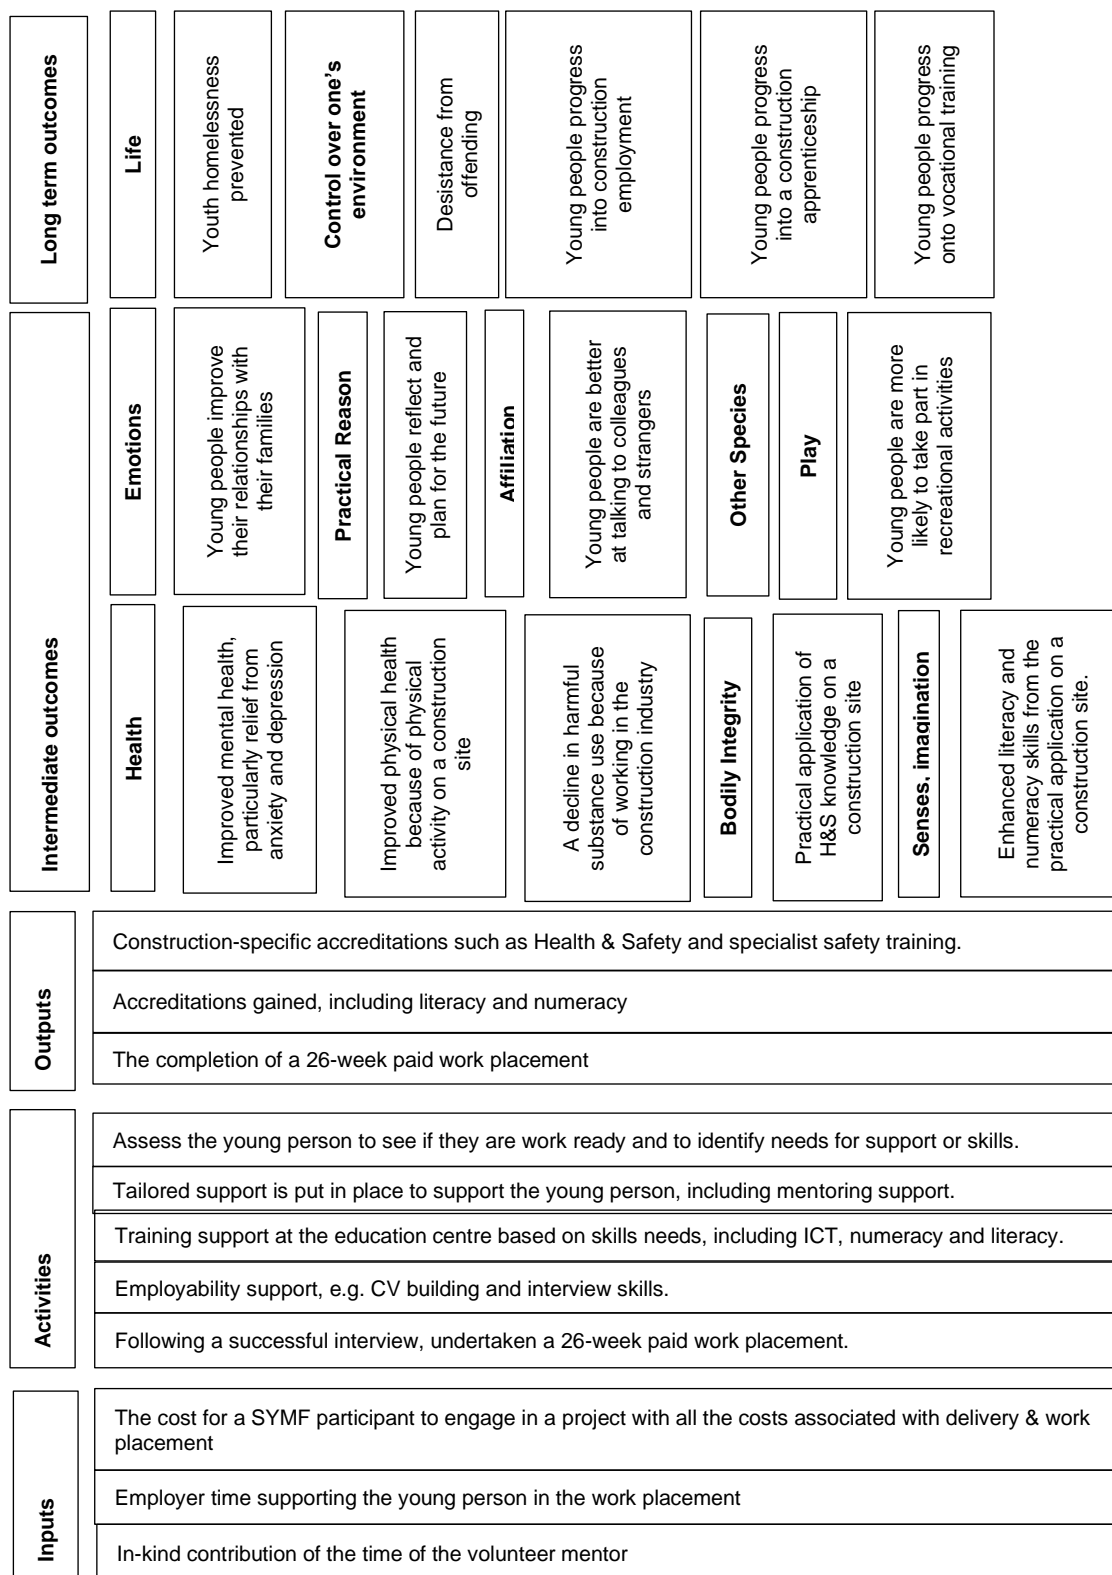 Long term outcomes
Life
Youth homelessness
prevented
Control over one’s
environment
Desistance from
offending
Young people progress
into construction
employment
Young people progress
into a construction
apprenticeship
Young people progress
onto vocational training
Intermediate outcomes
Emotions
Young people improve
their relationships with
their families
Practical Reason
Young people reflect and
plan for the future
Affiliation
Young people are better
at talking to colleagues
and strangers
Other Species
Play
Young people are more
likely to take part in
recreational activities
Health
Improved mental health,
particularly relief from
anxiety and depression
Improved physical health
because of physical
activity on a construction
site
A decline in harmful
substance use because
of working in the
construction industry
Bodily Integrity
Practical application of
H&S knowledge on a
construction site
Senses, imagination
Enhanced literacy and
numeracy skills from the
practical application on a
construction site.
Outputs
Construction-specific accreditations such as Health & Safety and specialist safety training.
Accreditations gained, including literacy and numeracy
The completion of a 26-week paid work placement
Activities
Assess the young person to see if they are work ready and to identify needs for support or skills.
Tailored support is put in place to support the young person, including mentoring support.
Training support at the education centre based on skills needs, including ICT, numeracy and literacy.
Employability support, e.g. CV building and interview skills.
Following a successful interview, undertaken a 26-week paid work placement.
Inputs
The cost for a SYMF participant to engage in a project with all the costs associated with delivery & work
placement
Employer time supporting the young person in the work placement
In-kind contribution of the time of the volunteer mentor